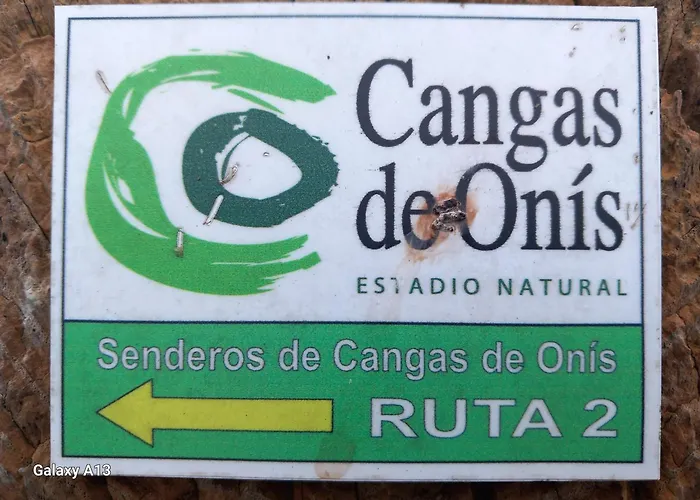 Cangas
de Onís
ESTADIO NATURAL
Senderos de Cangas de Onís
RUTA 2
Galaxy A13